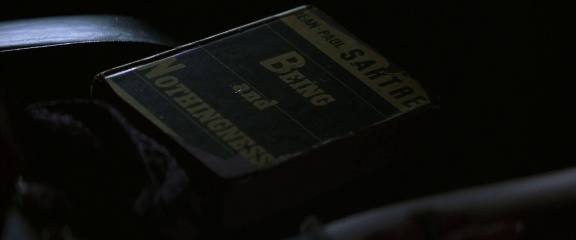 JEAN-PAUL SARTRE
Being
and
Nothingness